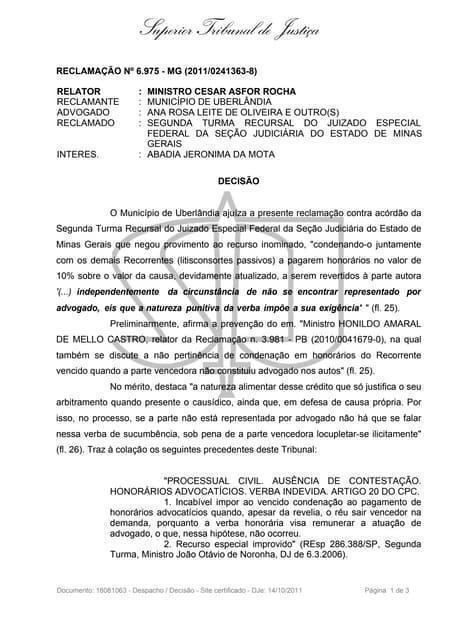 Superior Tribunal de Justiça
RECLAMAÇÃO Nº 6.975 - MG (2011/0241363-8)
RELATOR : MINISTRO CESAR ASFOR ROCHA
RECLAMANTE : MUNICÍPIO DE UBERLÂNDIA
ADVOGADO : ANA ROSA LEITE DE OLIVEIRA E OUTRO(S)
RECLAMADO : SEGUNDA TURMA RECURSAL DO JUIZADO ESPECIAL
FEDERAL DA SEÇÃO JUDICIÁRIA DO ESTADO DE MINAS
GERAIS
INTERES. : ABADIA JERONIMA DA MOTA
DECISÃO
O Município de Uberlândia ajuíza a presente reclamação contra acórdão da
Segunda Turma Recursal do Juizado Especial Federal da Seção Judiciária do Estado de
Minas Gerais que negou provimento ao recurso inominado, "condenando-o juntamente
com os demais Recorrentes (litisconsortes passivos) a pagarem honorários no valor de
10% sobre o valor da causa, devidamente atualizado, a serem revertidos à parte autora
'(...) independentemente da circunstância de não se encontrar representado por
advogado, eis que a natureza punitiva da verba impõe a sua exigência' " (fl. 25).
Preliminarmente, afirma a prevenção do em. "Ministro HONILDO AMARAL
DE MELLO CASTRO, relator da Reclamação n. 3.981 - PB (2010/0041679-0), na qual
também se discute a não pertinência de condenação em honorários do Recorrente
vencido quando a parte vencedora não constituiu advogado nos autos" (fl. 25).
No mérito, destaca "a natureza alimentar desse crédito que só justifica o seu
arbitramento quando presente o causídico, ainda que, em defesa de causa própria. Por
isso, no processo, se a parte não está representada por advogado não há que se falar
nessa verba de sucumbência, sob pena de a parte vencedora locupletar-se ilicitamente"
(fl. 26). Traz à colação os seguintes precedentes deste Tribunal:
"PROCESSUAL CIVIL. AUSÊNCIA DE CONTESTAÇÃO.
HONORÁRIOS ADVOCATÍCIOS. VERBA INDEVIDA. ARTIGO 20 DO CPC.
1. Incabível impor ao vencido condenação ao pagamento de
honorários advocatícios quando, apesar da revelia, o réu sair vencedor na
demanda, porquanto a verba honorária visa remunerar a atuação de
advogado, o que, nessa hipótese, não ocorreu.
2. Recurso especial improvido" (REsp 286.388/SP, Segunda
Turma, Ministro João Otávio de Noronha, DJ de 6.3.2006).
Documento: 18081063 - Despacho / Decisão - Site certificado - DJe: 14/10/2011 Página 1 de 3